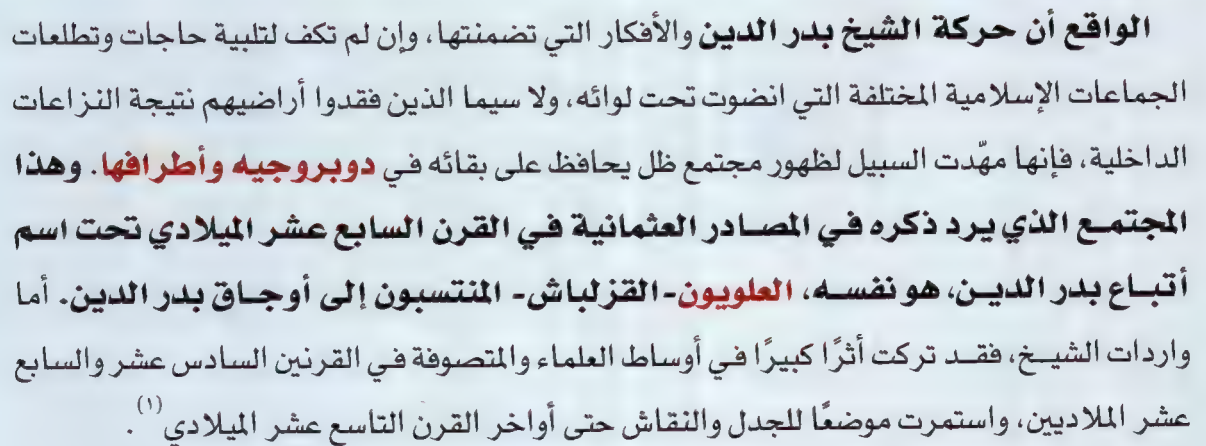 الواقع أن حركة الشيخ بدر الدين والأفكار التي تضمنتها، وإن لم تكف لتلبية حاجات وتطلعات
الجماعات الإسلامية المختلفة التي انضوت تحت لوائه، ولا سيما الذين فقدوا أراضيهم نتيجة النزاعات
الداخلية، فإنها مهّدت السبيل لظهور مجتمع ظل يحافظ على بقائه في دوبروجيه وأطرافها. وهذا
المجتمع الذي يرد ذكره في المصادر العثمانية في القرن السابع عشر الميلادي تحت اسم
أتباع بدر الدين، هو نفسه، العلويون-القزلباش- المنتسبون إلى أوجاق بدر الدين. أما
واردات الشيخ، فقد تركت أثرًا كبيرًا في أوساط العلماء والمتصوفة في القرنين السادس عشر والسابع
عشر الملاديين، واستمرت موضعًا للجدل والنقاش حتى أواخر القرن التاسع عشر الميلادي(١).